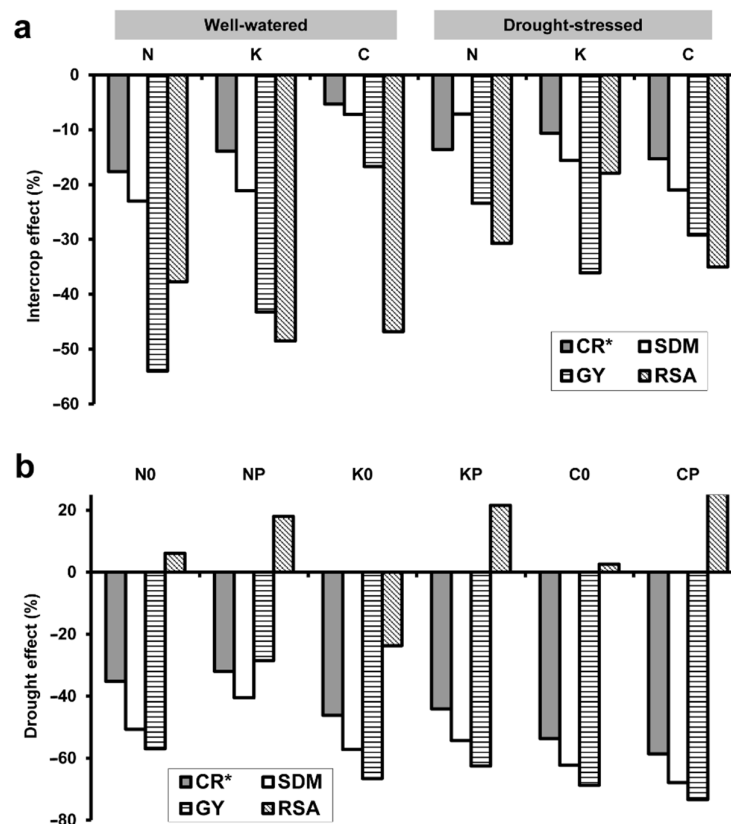 a
Well-watered Drought-stressed
N K C N K C
0
–10
–20
–30
–40
–50
–60
Intercrop effect (%)
CR* SDM
GY RSA
b
N0 NP K0 KP C0 CP
20
0
–20
–40
–60
–80
Drought effect (%)
CR* SDM
GY RSA